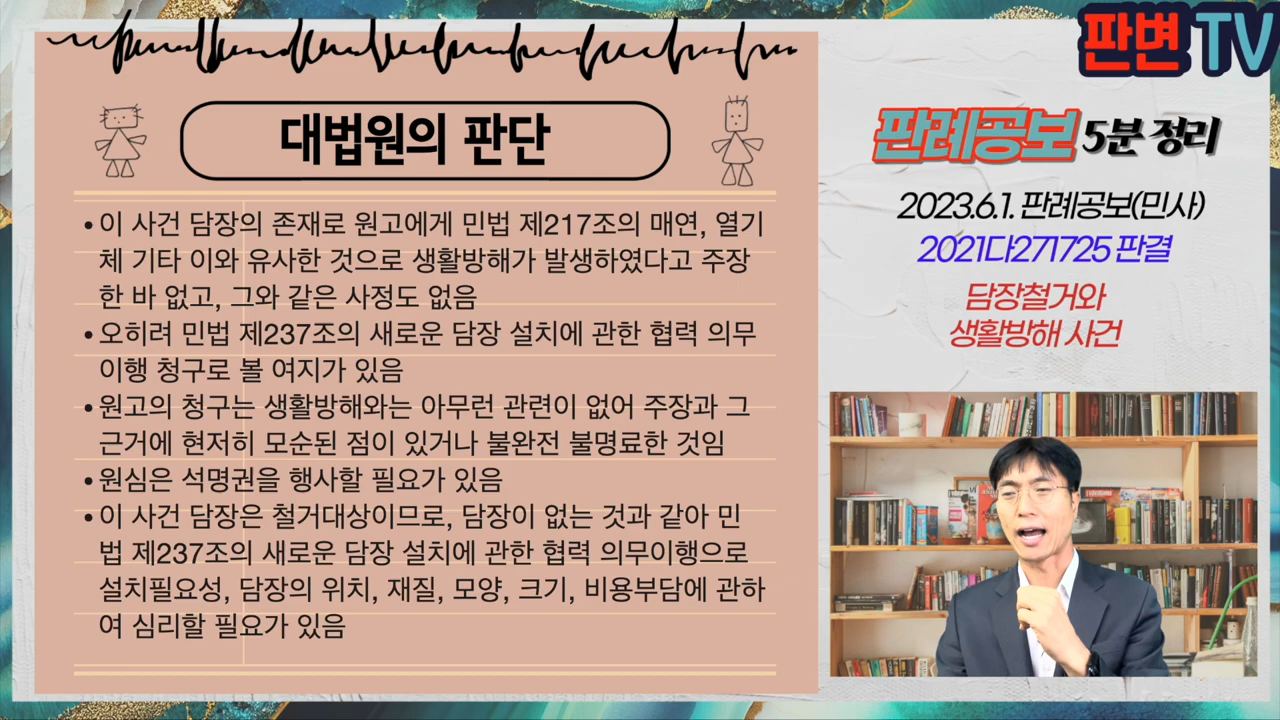 판변 TV
대법원의 판단
• 이 사건 담장의 존재로 원고에게 민법 제217조의 매연, 열기
체 기타 이와 유사한 것으로 생활방해가 발생하였다고 주장
한 바 없고, 그와 같은 사정도 없음
• 오히려 민법 제237조의 새로운 담장 설치에 관한 협력 의무
이행 청구로 볼 여지가 있음
• 원고의 청구는 생활방해와는 아무런 관련이 없어 주장과 그
근거에 현저히 모순된 점이 있거나 불완전 불명료한 것임
• 원심은 석명권을 행사할 필요가 있음
• 이 사건 담장은 철거대상이므로, 담장이 없는 것과 같아 민
법 제237조의 새로운 담장 설치에 관한 협력 의무이행으로
설치필요성, 담장의 위치, 재질, 모양, 크기, 비용부담에 관하
여 심리할 필요가 있음
판례공보 5분 정리
2023.6.1. 판례공보(민사)
2021다271725 판결
담장철거와
생활방해 사건